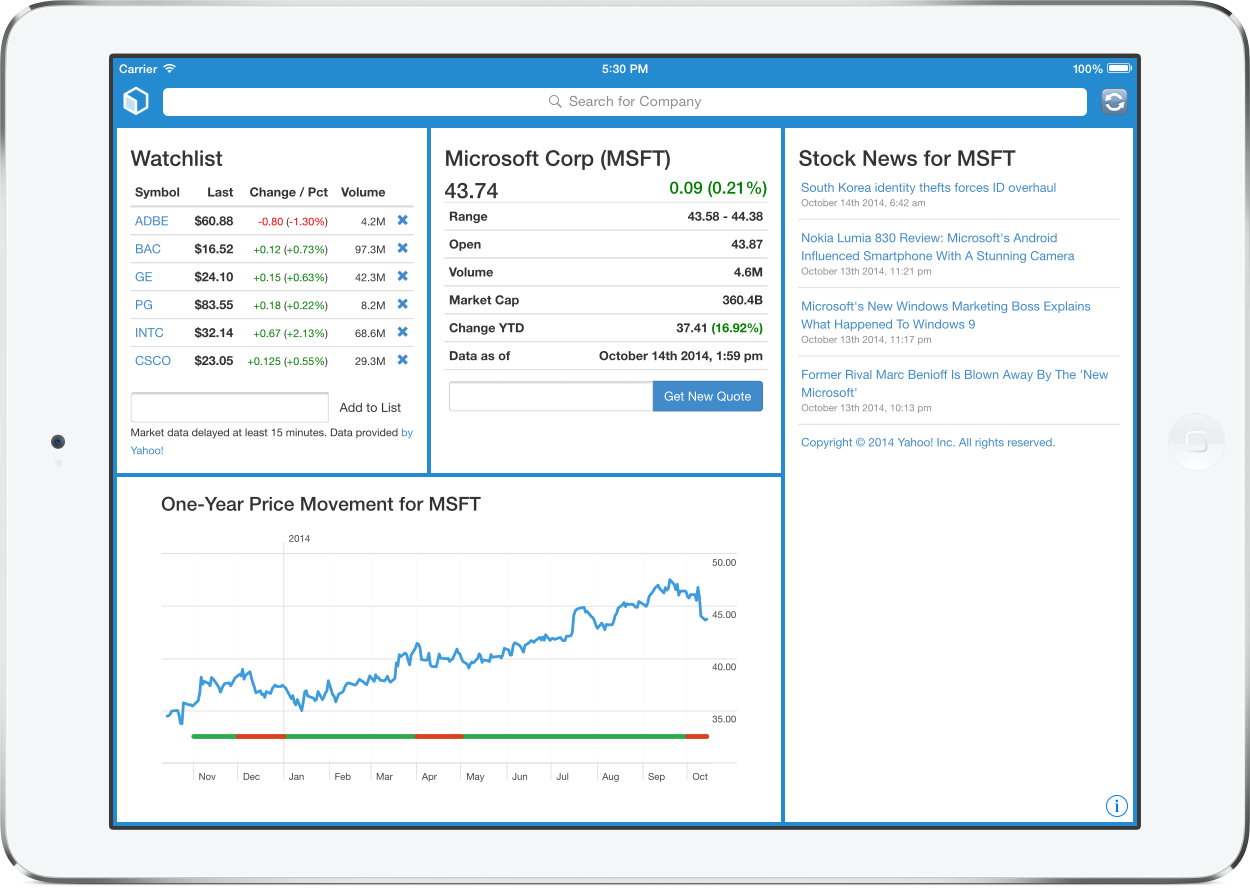 Carrier 5:30 PM 100%
Search for Company
Watchlist
Symbol Last Change / Pct Volume
ADBE $60.88 -0.80 (-1.30%) 4.2M
BAC $16.52 +0.12 (+0.73%) 97.3M
GE $24.10 +0.15 (+0.63%) 42.3M
PG $83.55 +0.18 (+0.22%) 8.2M
INTC $32.14 +0.67 (+2.13%) 68.6M
CSCO $23.05 +0.125 (+0.55%) 29.3M
Add to List
Market data delayed at least 15 minutes. Data provided by
Yahoo!
Microsoft Corp (MSFT)
43.74 0.09 (0.21%)
Range 43.58 - 44.38
Open 43.87
Volume 4.6M
Market Cap 360.4B
Change YTD 37.41 (16.92%)
Data as of October 14th 2014, 1:59 pm
Get New Quote
Stock News for MSFT
South Korea identity thefts forces ID overhaul
October 14th 2014, 6:42 am
Nokia Lumia 830 Review: Microsoft's Android
Influenced Smartphone With A Stunning Camera
October 13th 2014, 11:21 pm
Microsoft's New Windows Marketing Boss Explains
What Happened To Windows 9
October 13th 2014, 11:17 pm
Former Rival Marc Benioff Is Blown Away By The 'New
Microsoft'
October 13th 2014, 10:13 pm
Copyright © 2014 Yahoo! Inc. All rights reserved.
One-Year Price Movement for MSFT
2014
50.00
45.00
40.00
35.00
Nov Dec Jan Feb Mar Apr May Jun Jul Aug Sep Oct
i